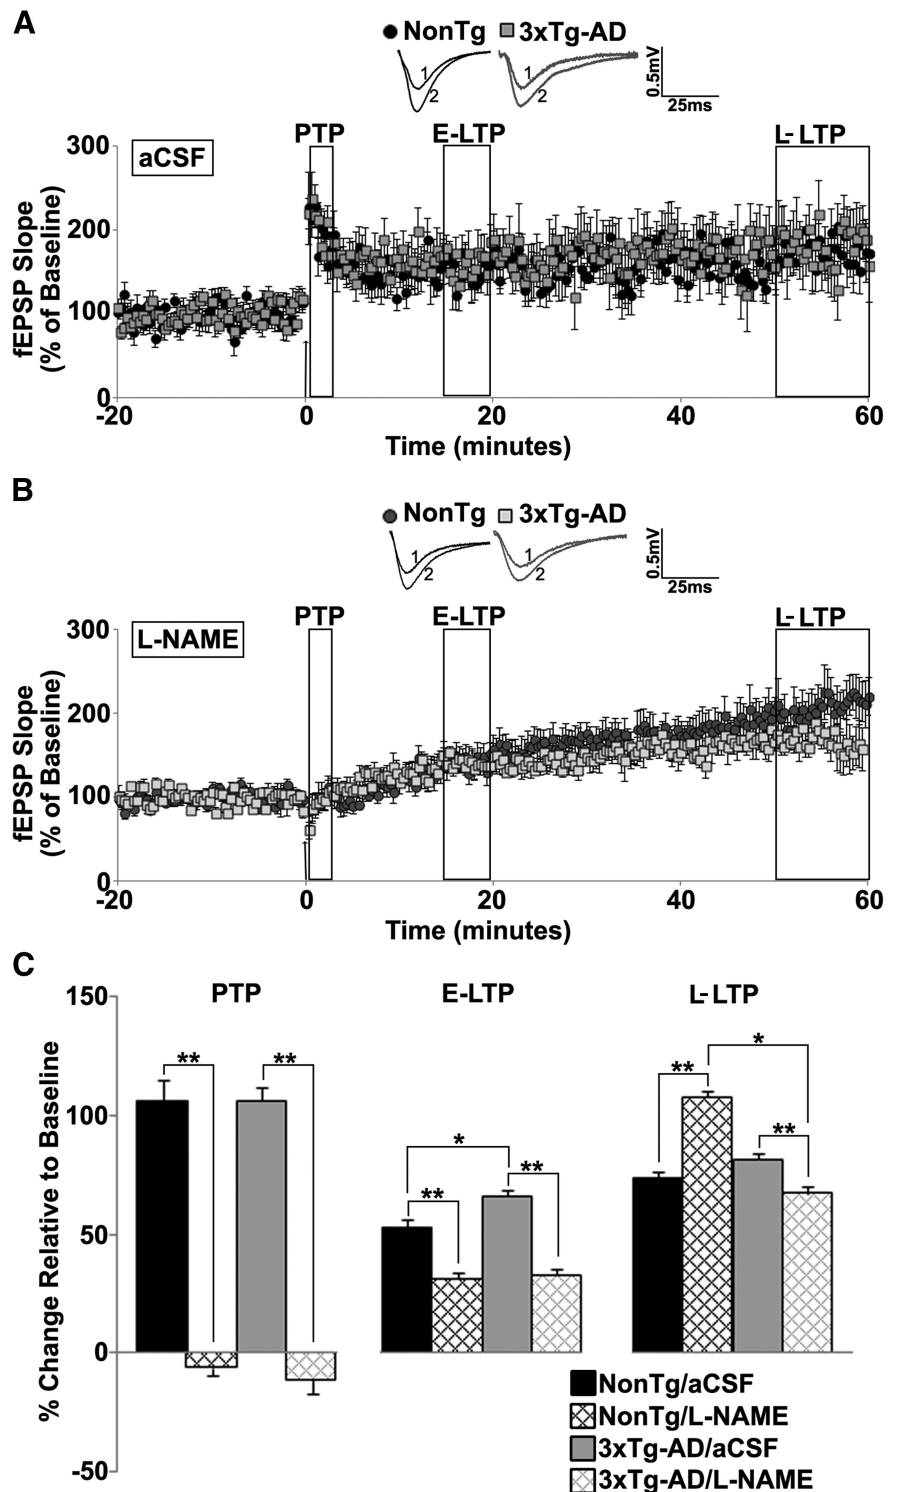 A
NonTg 3xTg-AD
1
2
1
2
0.5mV
25ms
PTP E-LTP L-LTP
aCSF
300
200
100
0
fEPSP Slope
(% of Baseline)
-20 0 20 40 60
Time (minutes)
B
NonTg 3xTg-AD
1
2
1
2
0.5mV
25ms
PTP E-LTP L-LTP
L-NAME
300
200
100
0
fEPSP Slope
(% of Baseline)
-20 0 20 40 60
Time (minutes)
C
PTP E-LTP L-LTP
150
100
50
0
-50
% Change Relative to Baseline
** **
* ** **
** * **
NonTg/aCSF
NonTg/L-NAME
3xTg-AD/aCSF
3xTg-AD/L-NAME